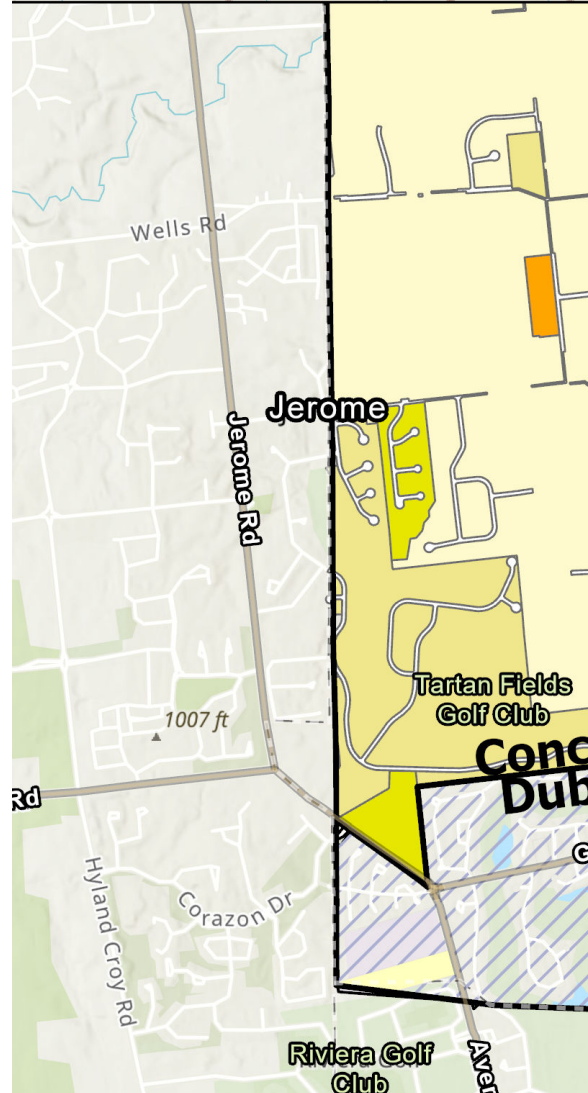 Wells Rd
Jerome
Jerome Rd
Tartan Fields
Golf Club
1007 ft
Conc
Dub
Rd
G
Hyland Croy Rd
Corazon Dr
Riviera Golf
Club
Aven